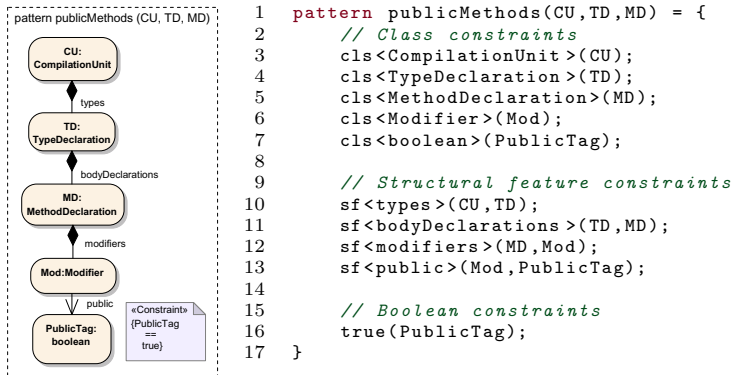 pattern publicMethods (CU, TD, MD)
CU:
CompilationUnit
types
TD:
TypeDeclaration
bodyDeclarations
MD:
MethodDeclaration
modifiers
Mod:Modifier
public
PublicTag:
boolean
«Constraint»
{PublicTag
==
true}
1 pattern publicMethods(CU,TD,MD) = {
2 // Class constraints
3 cls<CompilationUnit>(CU);
4 cls<TypeDeclaration>(TD);
5 cls<MethodDeclaration>(MD);
6 cls<Modifier>(Mod);
7 cls<boolean>(PublicTag);
8
9 // Structural feature constraints
10 sf<types>(CU,TD);
11 sf<bodyDeclarations>(TD,MD);
12 sf<modifiers>(MD,Mod);
13 sf<public>(Mod,PublicTag);
14
15 // Boolean constraints
16 true(PublicTag);
17 }